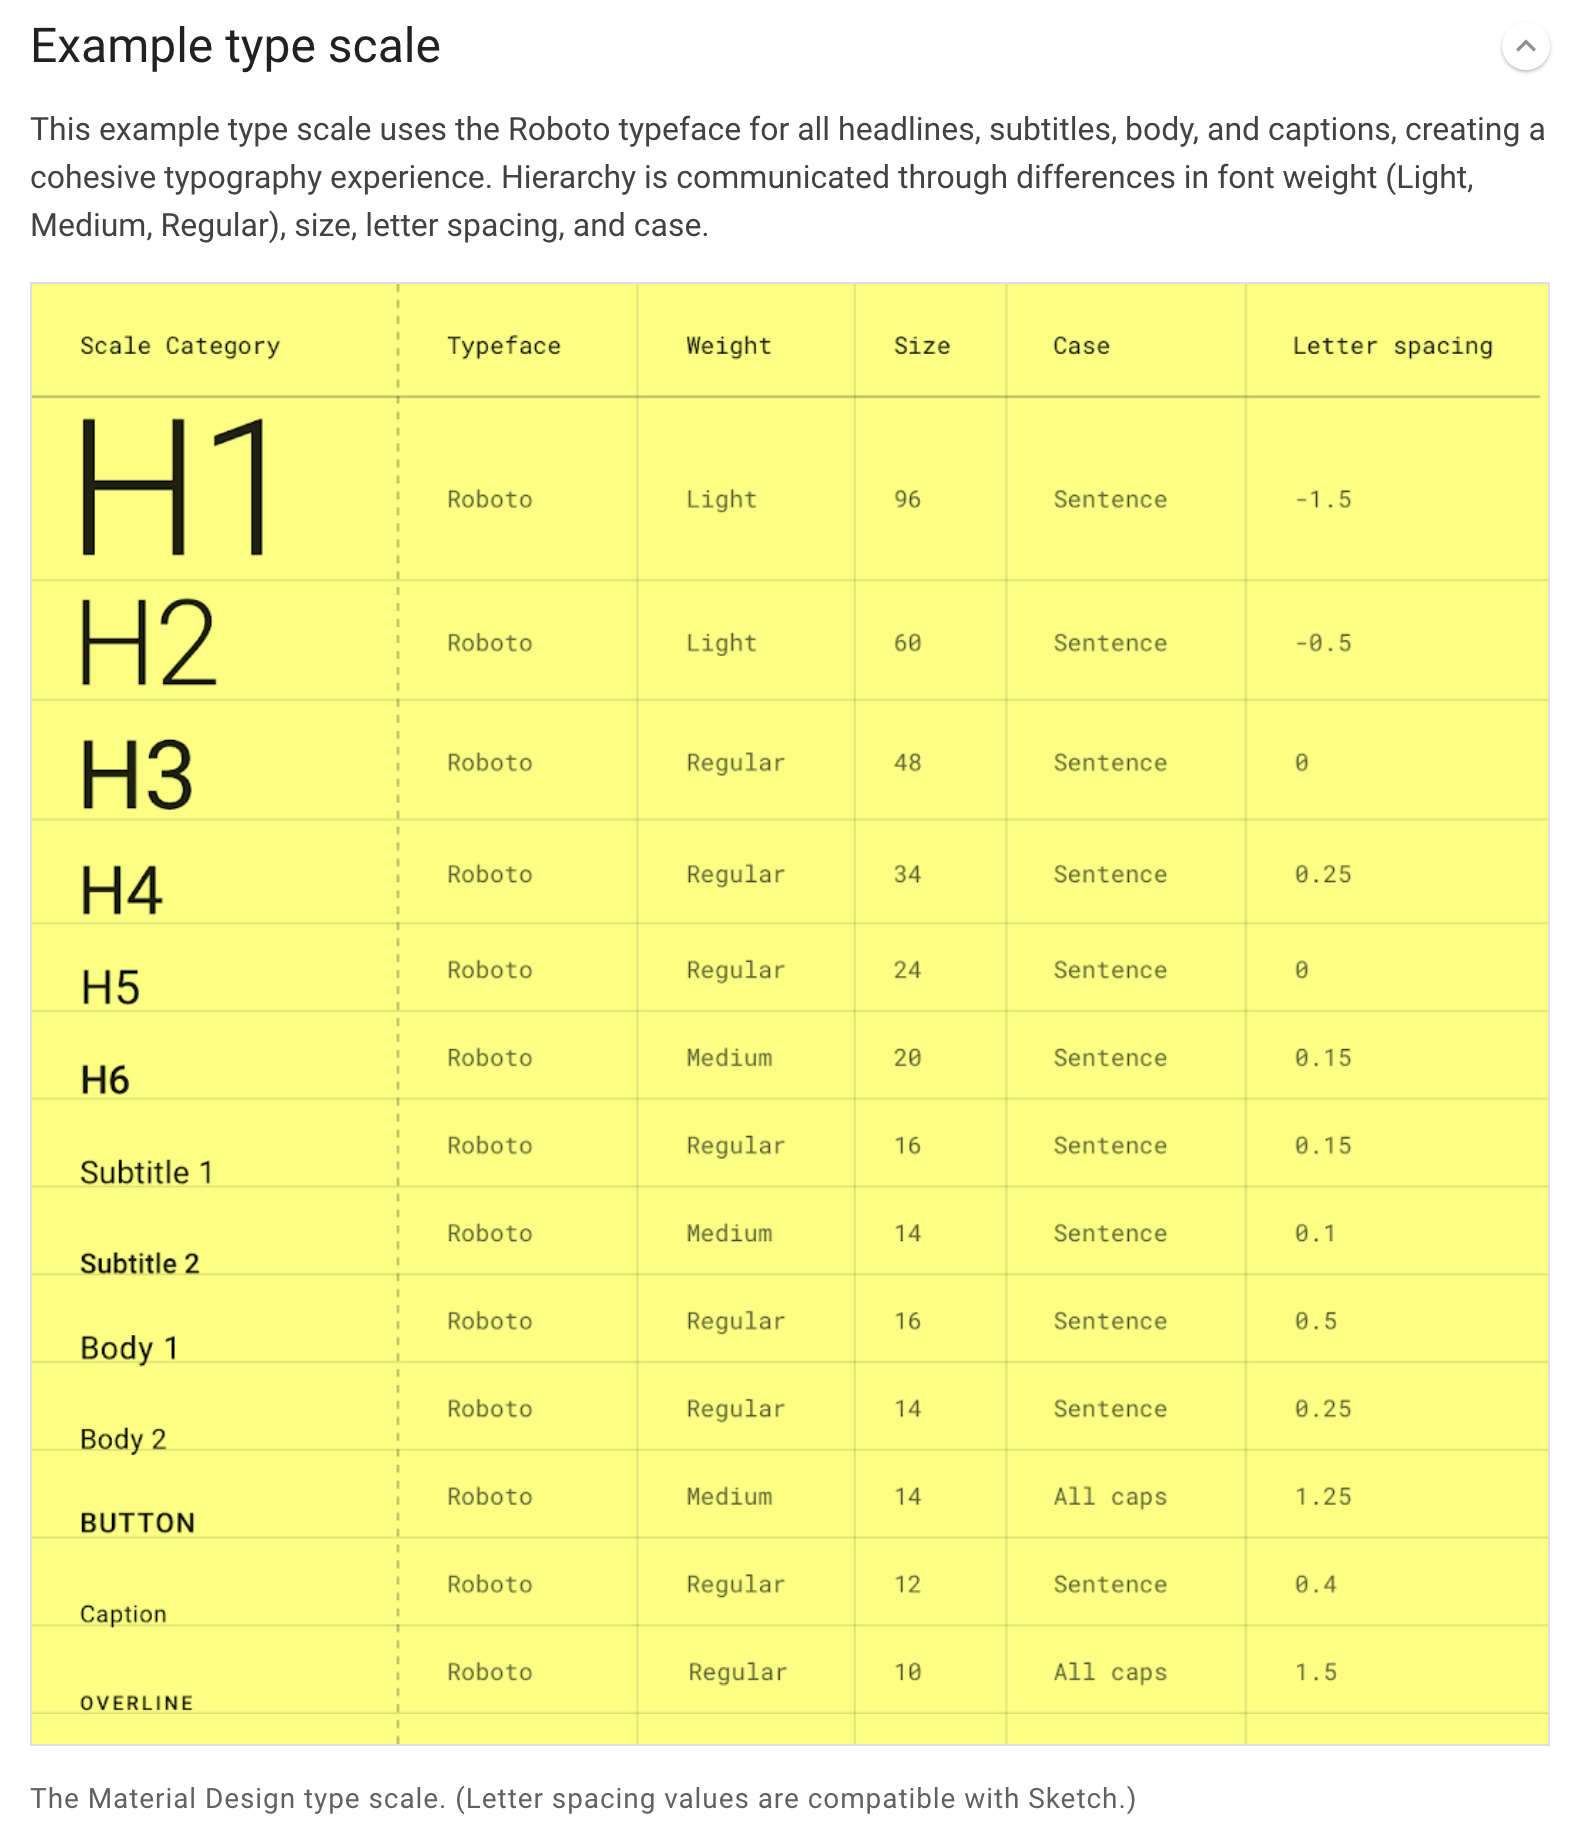 Example type scale
This example type scale uses the Roboto typeface for all headlines, subtitles, body, and captions, creating a
cohesive typography experience. Hierarchy is communicated through differences in font weight (Light,
Medium, Regular), size, letter spacing, and case.
Scale Category Typeface Weight Size Case Letter spacing
H1 Roboto Light 96 Sentence -1.5
H2 Roboto Light 60 Sentence -0.5
H3 Roboto Regular 48 Sentence 0
H4 Roboto Regular 34 Sentence 0.25
H5 Roboto Regular 24 Sentence 0
H6 Roboto Medium 20 Sentence 0.15
Subtitle 1 Roboto Regular 16 Sentence 0.15
Subtitle 2 Roboto Medium 14 Sentence 0.1
Body 1 Roboto Regular 16 Sentence 0.5
Body 2 Roboto Regular 14 Sentence 0.25
BUTTON Roboto Medium 14 All caps 1.25
Caption Roboto Regular 12 Sentence 0.4
OVERLINE Roboto Regular 10 All caps 1.5
The Material Design type scale. (Letter spacing values are compatible with Sketch.)